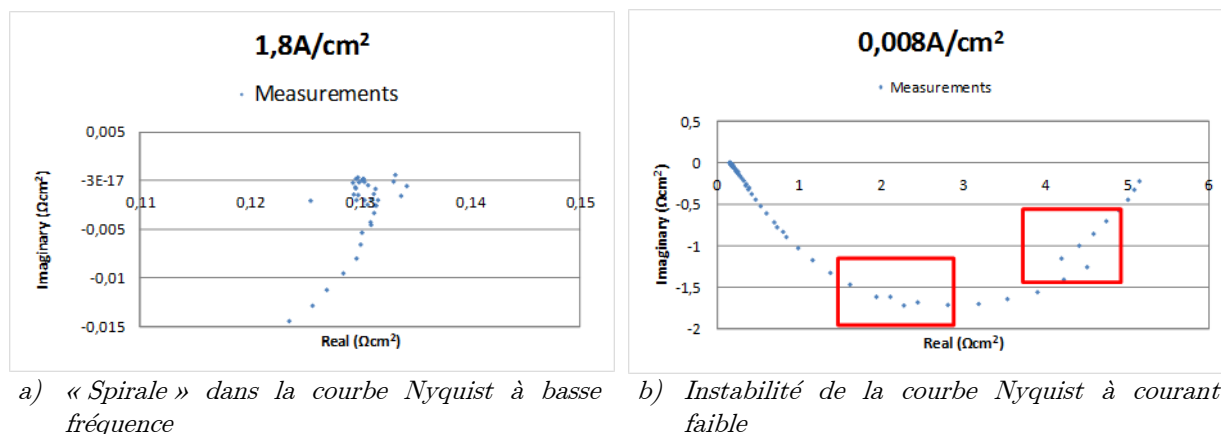 1,8A/cm²
Measurements
0,005
-3E-17
0,11
0,12
0,13
0,14
0,15
-0,005
-0,01
-0,015
Imaginary (Ωcm²)
Real (Ωcm²)
a) « Spirale » dans la courbe Nyquist à basse
fréquence
0,008A/cm²
Measurements
0,5
0
0
1
2
3
4
5
6
-0,5
-1
-1,5
-2
Imaginary (Ωcm²)
Real (Ωcm²)
b) Instabilité de la courbe Nyquist à courant
faible